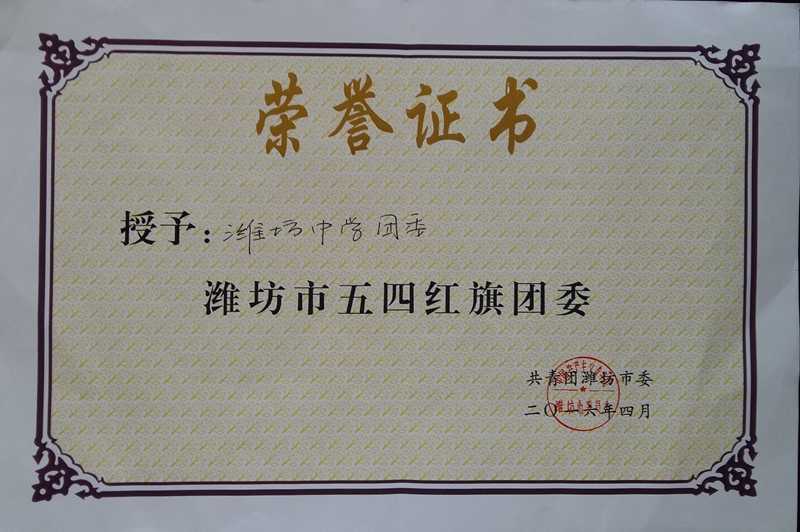 荣誉证书
授予：潍坊中学团委
潍坊市五四红旗团委
共青团潍坊市委
二〇一六年四月